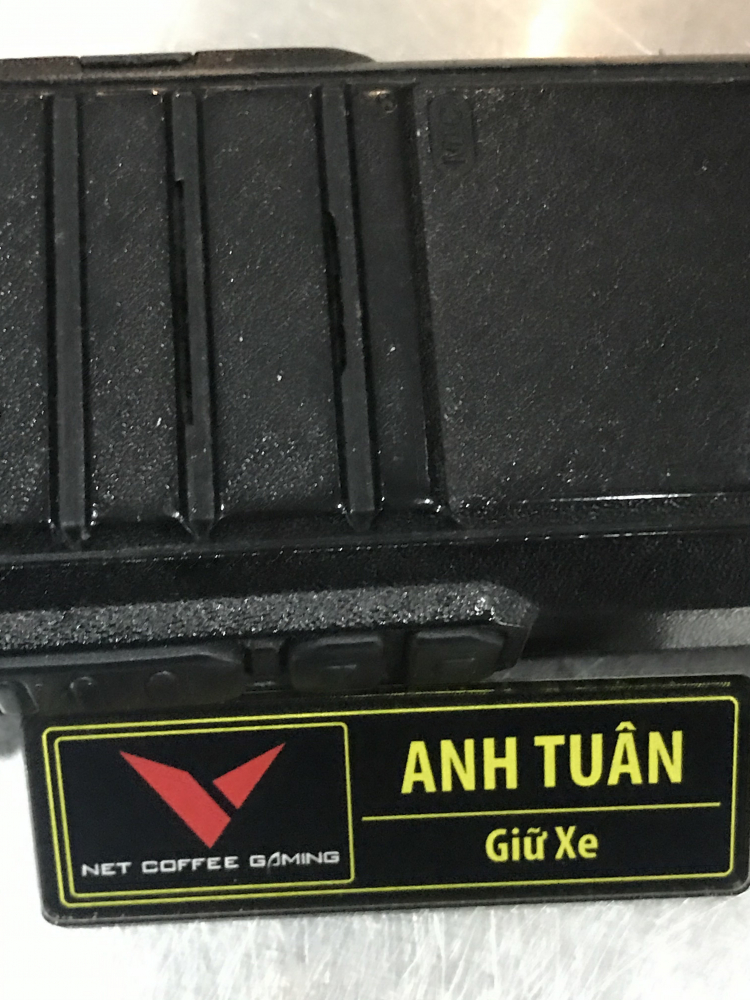 NET COFFEE GAMING
ANH TUÂN
Giữ Xe